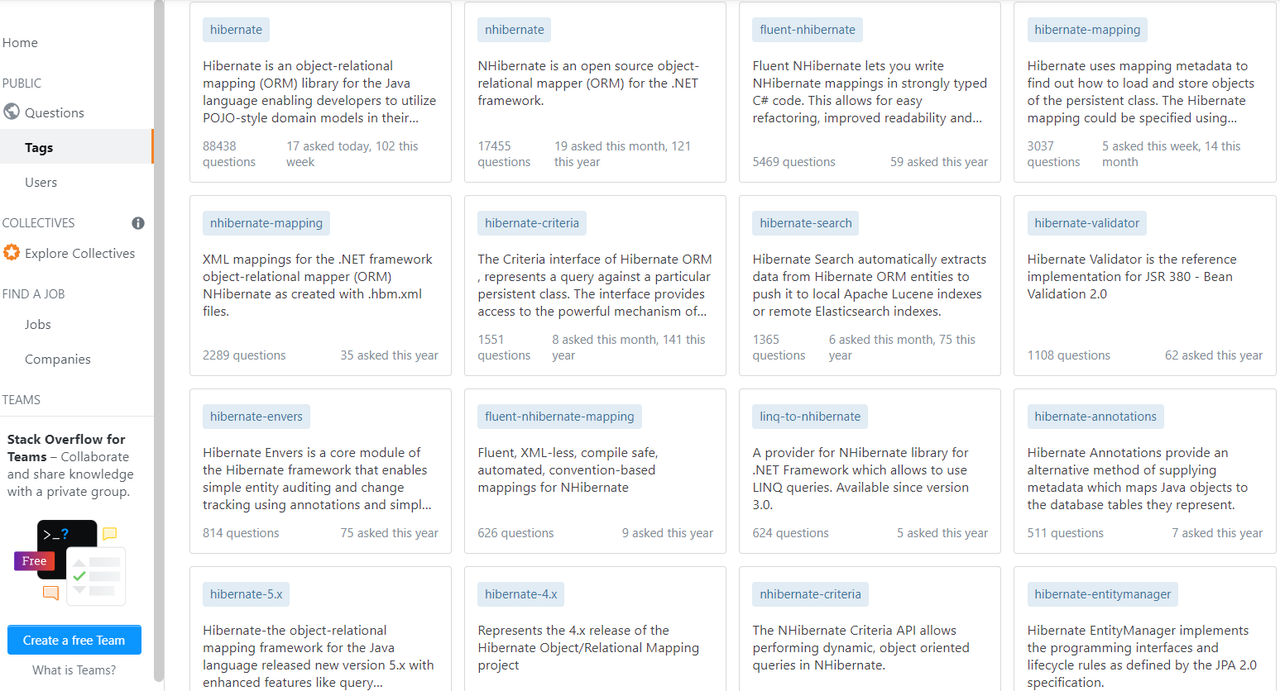 Home
PUBLIC
Questions
Tags
Users
COLLECTIVES
Explore Collectives
FIND A JOB
Jobs
Companies
TEAMS
Stack Overflow for
Teams – Collaborate
and share knowledge
with a private group.
>_?
Free
Create a free Team
What is Teams?
hibernate
Hibernate is an object-relational
mapping (ORM) library for the Java
language enabling developers to utilize
POJO-style domain models in their...
88438
questions
17 asked today, 102 this
week
nhibernate
NHibernate is an open source object-
relational mapper (ORM) for the .NET
framework.
17455
questions
19 asked this month, 121
this year
fluent-nhibernate
Fluent NHibernate lets you write
NHibernate mappings in strongly typed
C# code. This allows for easy
refactoring, improved readability and...
5469 questions
59 asked this year
hibernate-mapping
Hibernate uses mapping metadata to
find out how to load and store objects
of the persistent class. The Hibernate
mapping could be specified using...
3037
questions
5 asked this week, 14 this
month
nhibernate-mapping
XML mappings for the .NET framework
object-relational mapper (ORM)
NHibernate as created with .hbm.xml
files.
2289 questions
35 asked this year
hibernate-criteria
The Criteria interface of Hibernate ORM
, represents a query against a particular
persistent class. The interface provides
access to the powerful mechanism of...
1551
questions
8 asked this month, 141 this
year
hibernate-search
Hibernate Search automatically extracts
data from Hibernate ORM entities to
push it to local Apache Lucene indexes
or remote Elasticsearch indexes.
1365
questions
6 asked this month, 75 this
year
hibernate-validator
Hibernate Validator is the reference
implementation for JSR 380 - Bean
Validation 2.0
1108 questions
62 asked this year
hibernate-envers
Hibernate Envers is a core module of
the Hibernate framework that enables
simple entity auditing and change
tracking using annotations and simpl...
814 questions
75 asked this year
fluent-nhibernate-mapping
Fluent, XML-less, compile safe,
automated, convention-based
mappings for NHibernate
626 questions
9 asked this year
linq-to-nhibernate
A provider for NHibernate library for
.NET Framework which allows to use
LINQ queries. Available since version
3.0.
624 questions
5 asked this year
hibernate-annotations
Hibernate Annotations provide an
alternative method of supplying
metadata which maps Java objects to
the database tables they represent.
511 questions
7 asked this year
hibernate-5.x
Hibernate-the object-relational
mapping framework for the Java
language released new version 5.x with
enhanced features like query...
hibernate-4.x
Represents the 4.x release of the
Hibernate Object/Relational Mapping
project
nhibernate-criteria
The NHibernate Criteria API allows
performing dynamic, object oriented
queries in NHibernate.
hibernate-entitymanager
Hibernate EntityManager implements
the programming interfaces and
lifecycle rules as defined by the JPA 2.0
specification.